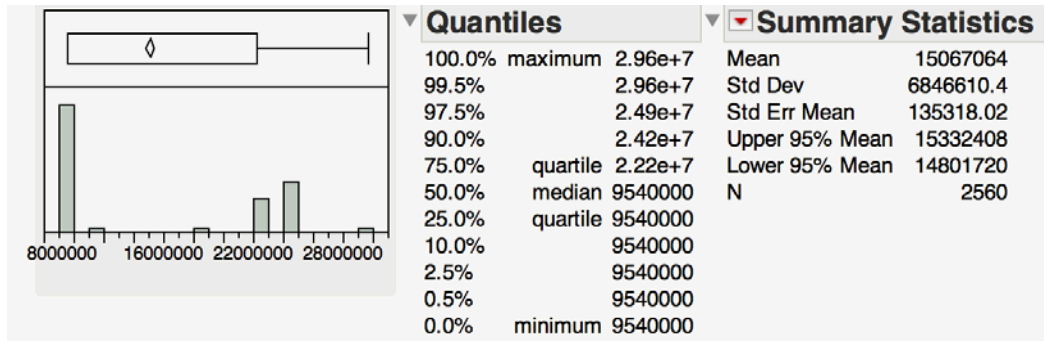 Quantiles
100.0% maximum 2.96e+7
99.5% 2.96e+7
97.5% 2.49e+7
90.0% 2.42e+7
75.0% quartile 2.22e+7
50.0% median 9540000
25.0% quartile 9540000
10.0% 9540000
2.5% 9540000
0.5% 9540000
0.0% minimum 9540000
Summary Statistics
Mean 15067064
Std Dev 6846610.4
Std Err Mean 135318.02
Upper 95% Mean 15332408
Lower 95% Mean 14801720
N 2560
8000000 16000000 22000000 28000000